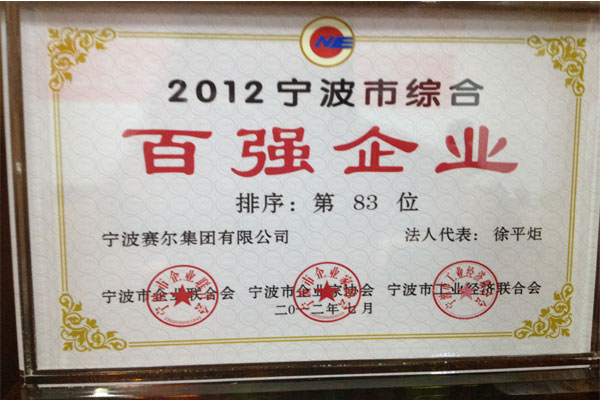 NE
2012宁波市综合
百强企业
排序：第 83 位
宁波赛尔集团有限公司 法人代表：徐平炬
宁波市企业联合会 宁波市企业家协会 宁波市工业经济联合会
二〇一二年七月